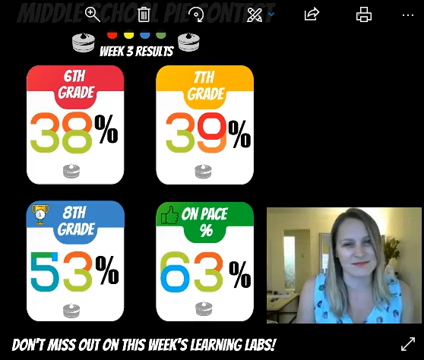 MIDDLE SCHOOL PIE CONTEST
WEEK 3 RESULTS
6TH
GRADE
38%
7TH
GRADE
39%
8TH
GRADE
53%
ON PACE
%
63%
DON'T MISS OUT ON THIS WEEK'S LEARNING LABS!